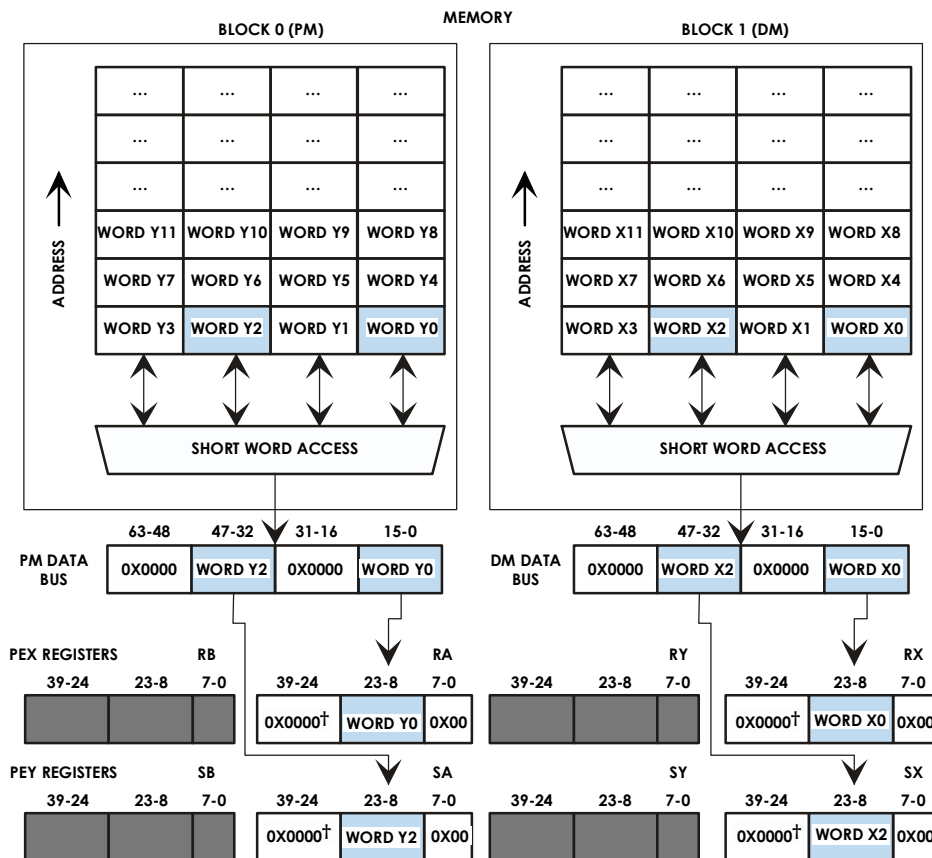 MEMORY
BLOCK 0 (PM) BLOCK 1 (DM)
... ... ... ... ... ... ... ...
... ... ... ... ... ... ... ...
... ... ... ... ... ... ... ...
ADDRESS ADDRESS
WORD Y11 WORD Y10 WORD Y9 WORD Y8 WORD X11 WORD X10 WORD X9 WORD X8
WORD Y7 WORD Y6 WORD Y5 WORD Y4 WORD X7 WORD X6 WORD X5 WORD X4
WORD Y3 WORD Y2 WORD Y1 WORD Y0 WORD X3 WORD X2 WORD X1 WORD X0
SHORT WORD ACCESS SHORT WORD ACCESS
63-48 47-32 31-16 15-0 63-48 47-32 31-16 15-0
PM DATA BUS 0X0000 WORD Y2 0X0000 WORD Y0 DM DATA BUS 0X0000 WORD X2 0X0000 WORD X0
PEX REGISTERS RB RA RY RX
39-24 23-8 7-0 39-24 23-8 7-0 39-24 23-8 7-0 39-24 23-8 7-0
0X0000† WORD Y0 0X00 0X0000† WORD X0 0X00
PEY REGISTERS SB SA SY SX
39-24 23-8 7-0 39-24 23-8 7-0 39-24 23-8 7-0 39-24 23-8 7-0
0X0000† WORD Y2 0X00 0X0000† WORD X2 0X00